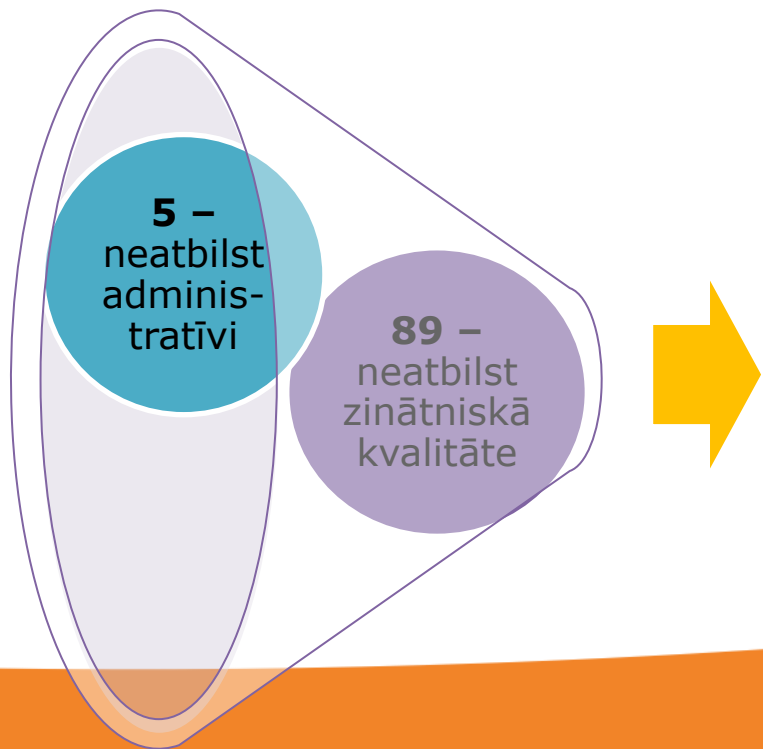 5 –
neatbilst
adminis-
tratīvi
89 –
neatbilst
zinātniskā
kvalitāte